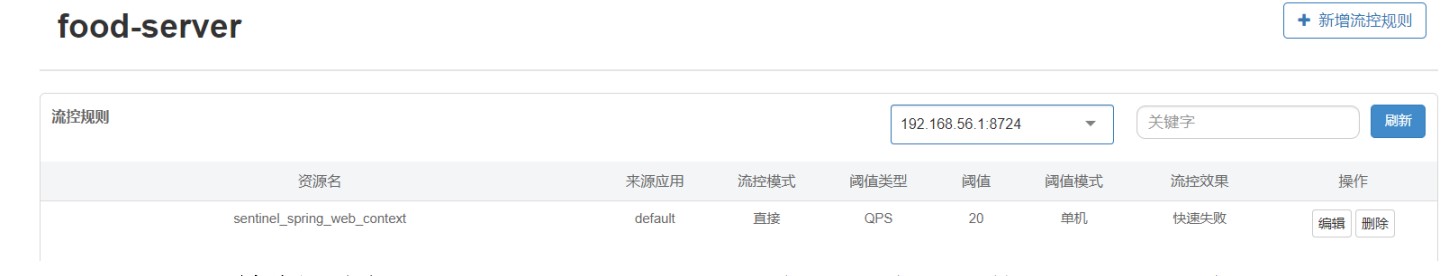 food-server
+ 新增流控规则
流控规则
192.168.56.1:8724
关键字
刷新
资源名 来源应用 流控模式 阈值类型 阈值 阈值模式 流控效果 操作
sentinel_spring_web_context default 直接 QPS 20 单机 快速失败 编辑 删除